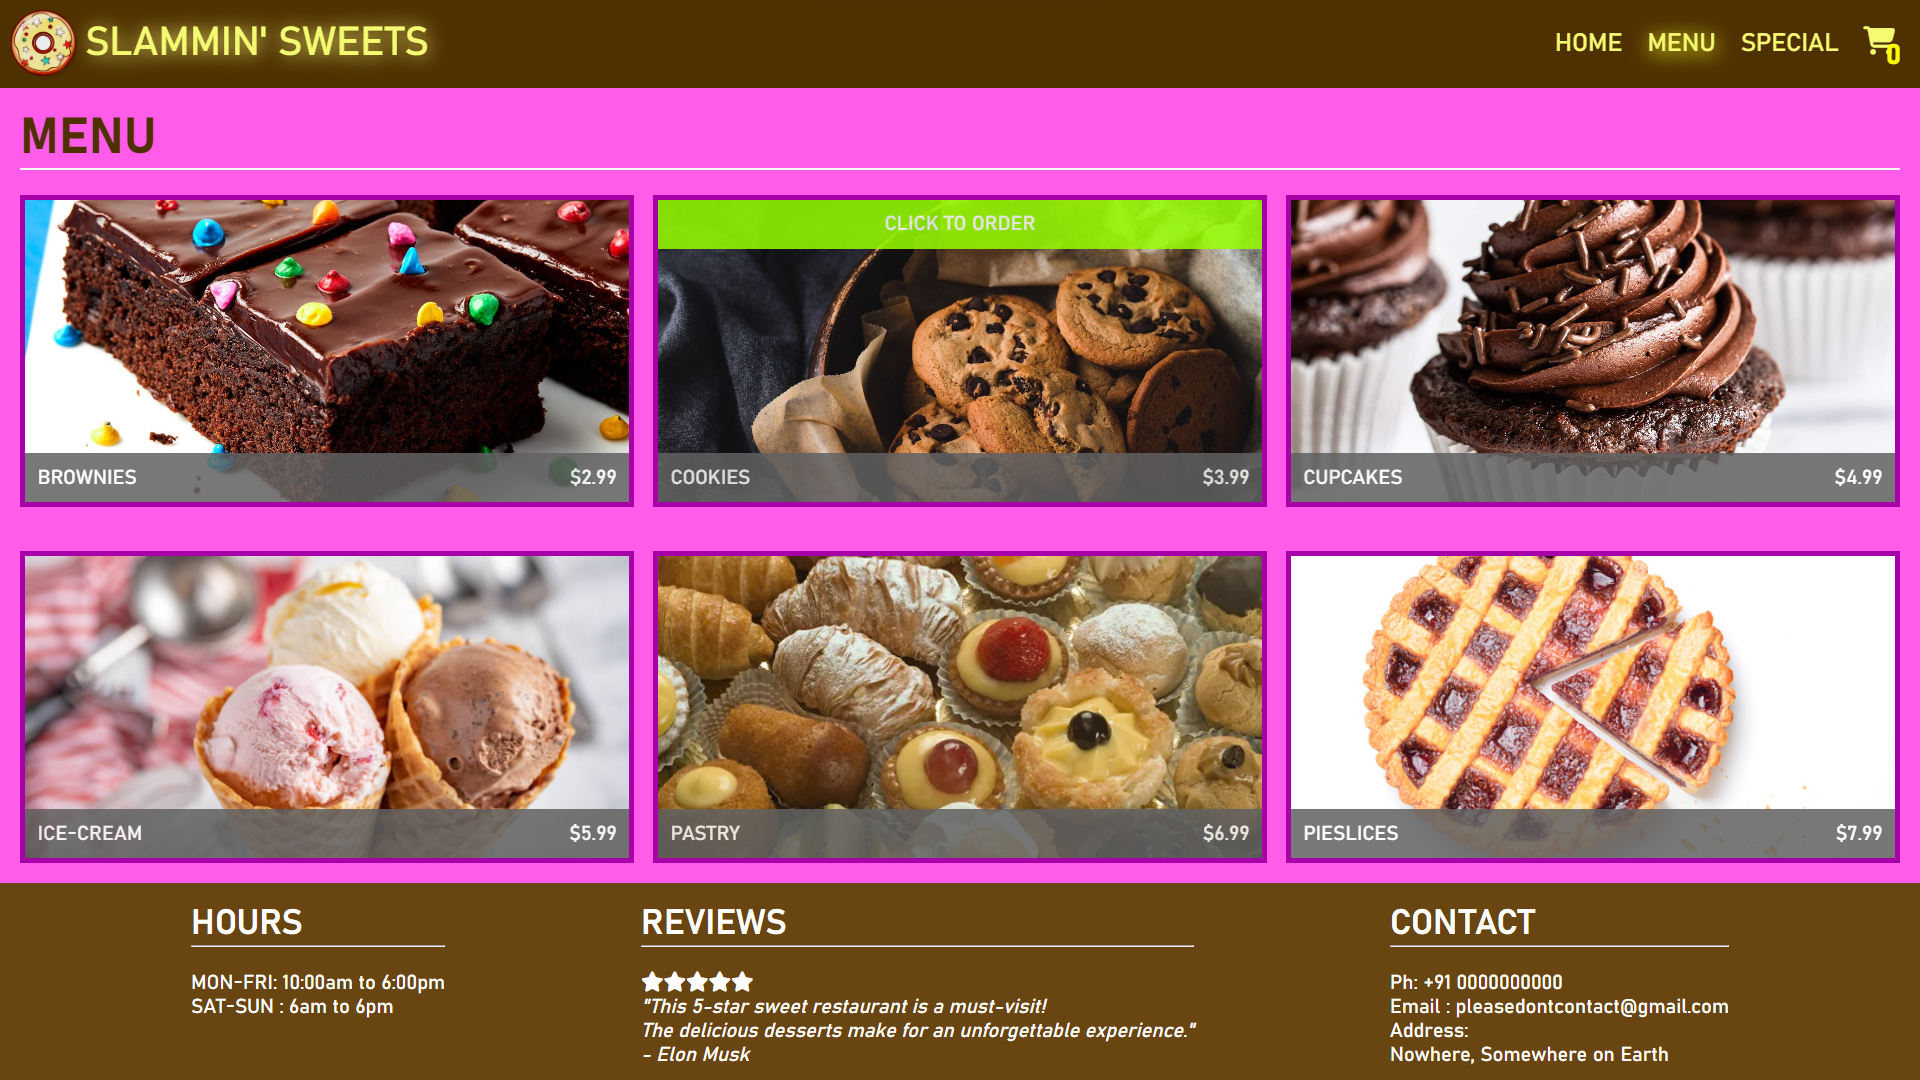 SLAMMIN' SWEETS
HOME MENU SPECIAL 0
MENU
CLICK TO ORDER
BROWNIES $2.99
COOKIES $3.99
CUPCAKES $4.99
ICE-CREAM $5.99
PASTRY $6.99
PIESLICES $7.99
HOURS
MON-FRI: 10:00am to 6:00pm
SAT-SUN : 6am to 6pm
REVIEWS
"This 5-star sweet restaurant is a must-visit!
The delicious desserts make for an unforgettable experience."
- Elon Musk
CONTACT
Ph: +91 0000000000
Email : pleasedontcontact@gmail.com
Address:
Nowhere, Somewhere on Earth